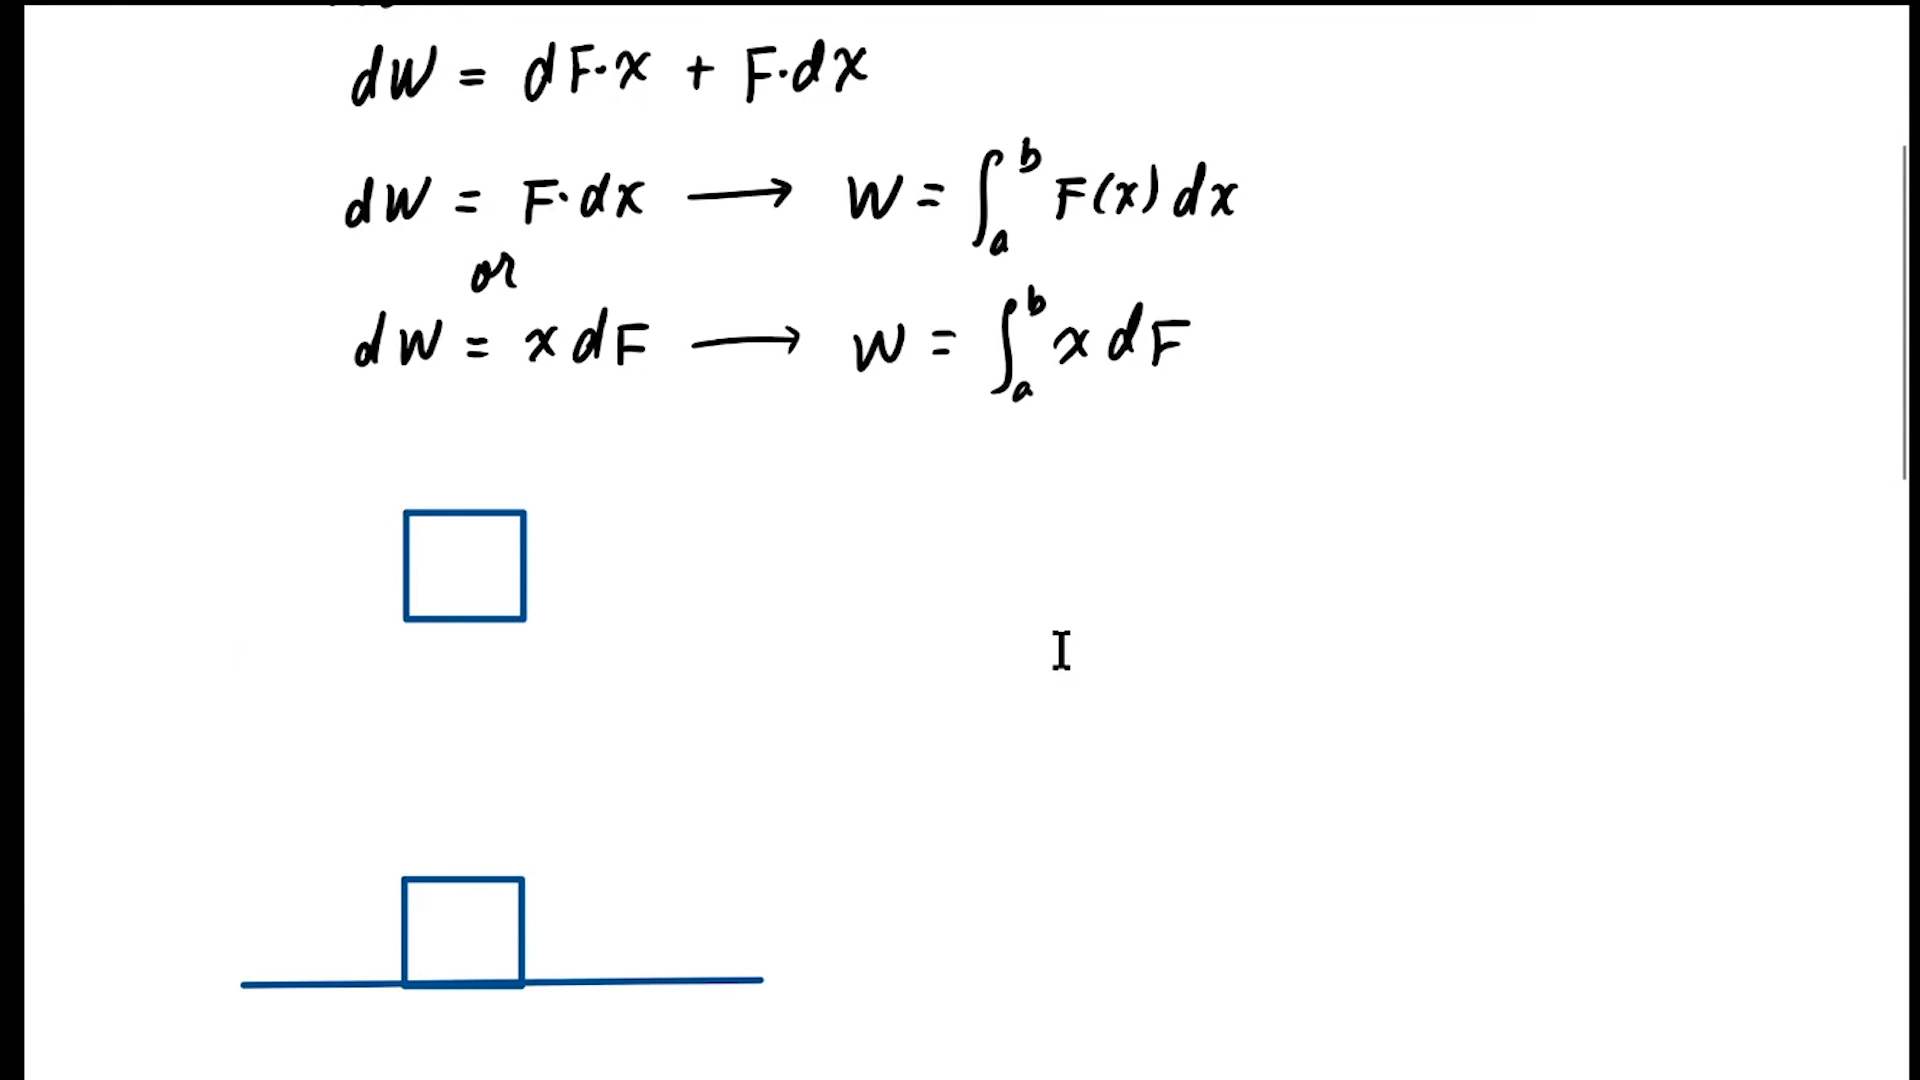 dW = dF·x + F·dx
dW = F·dx → W = ∫ₐᵇ F(x) dx
or
dW = x dF → W = ∫ₐᵇ x dF